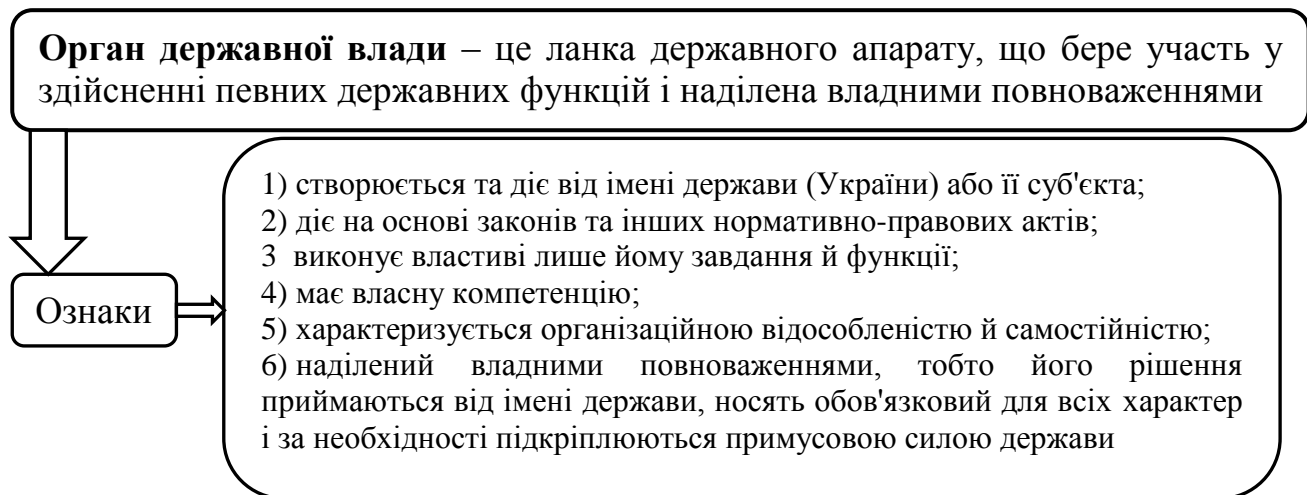 Орган державної влади – це ланка державного апарату, що бере участь у
здійсненні певних державних функцій і наділена владними повноваженнями
1) створюється та діє від імені держави (України) або її суб'єкта;
2) діє на основі законів та інших нормативно-правових актів;
3 виконує властиві лише йому завдання й функції;
4) має власну компетенцію;
5) характеризується організаційною відособленістю й самостійністю;
6) наділений владними повноваженнями, тобто його рішення
приймаються від імені держави, носять обов'язковий для всіх характер
і за необхідності підкріплюються примусовою силою держави
Ознаки